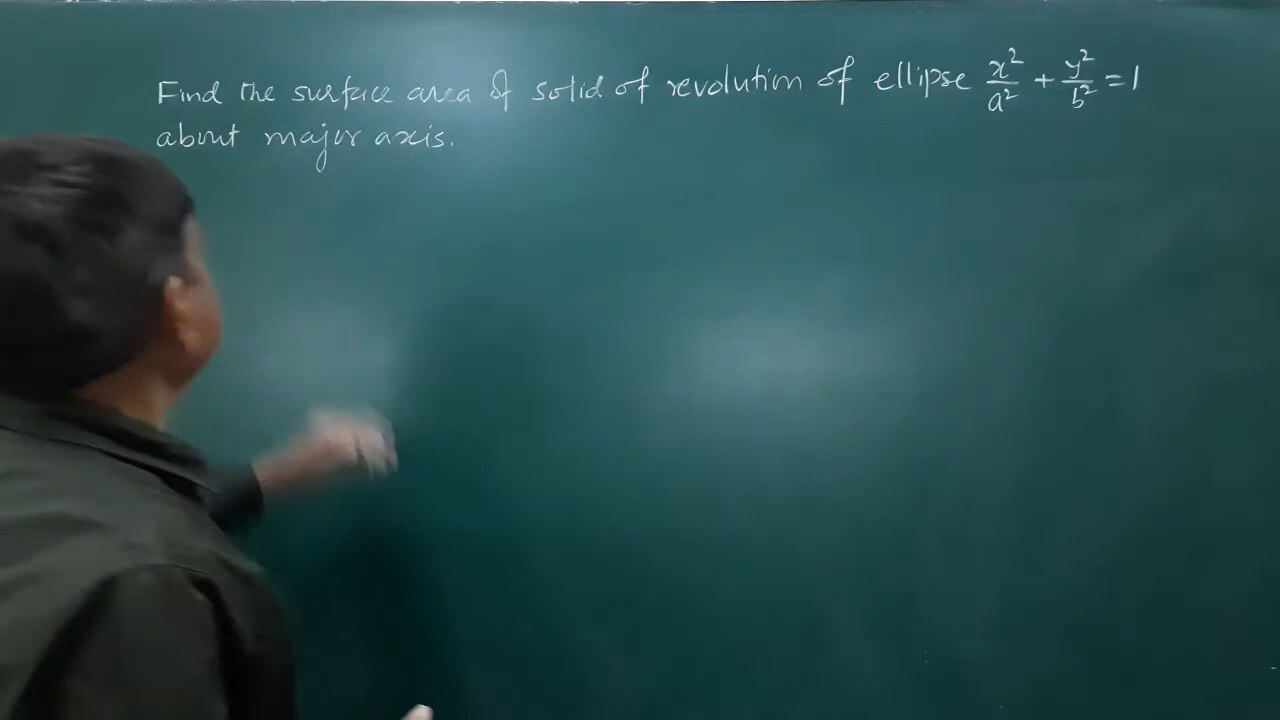 Find the surface area of solid of revolution of ellipse x²/a² + y²/b² = 1
about major axis.